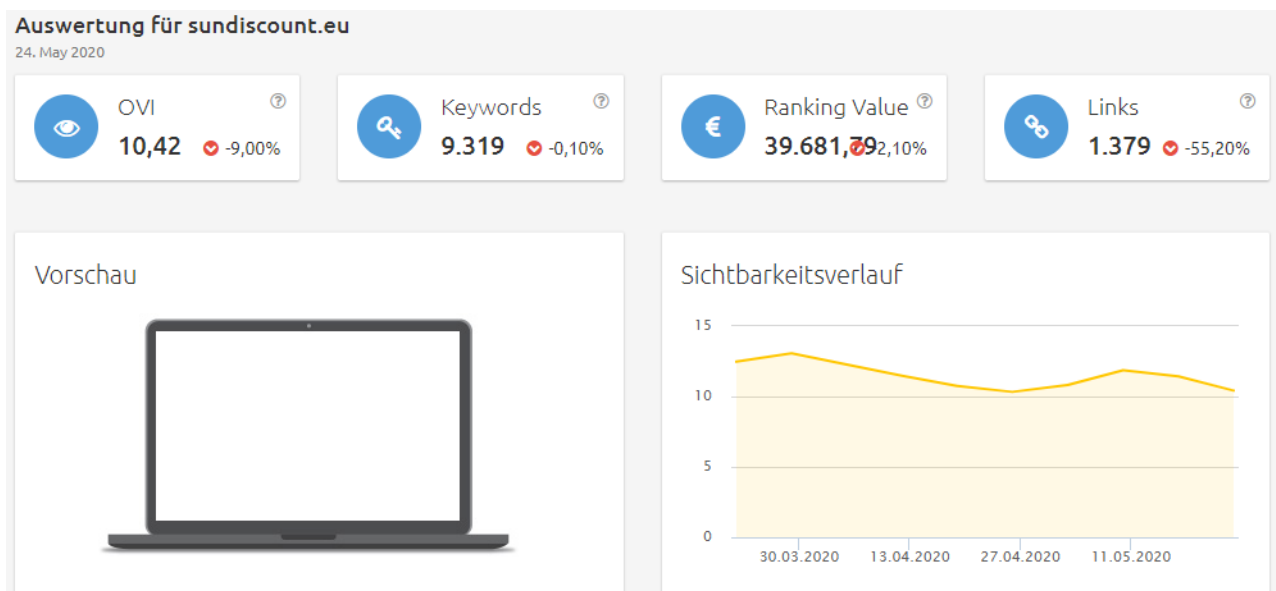 Auswertung für sundiscount.eu
24. May 2020
OVI
10,42 -9,00%
Keywords
9.319 -0,10%
Ranking Value
39.681,79 2,10%
Links
1.379 -55,20%
Vorschau
Sichtbarkeitsverlauf
15
10
5
0
30.03.2020 13.04.2020 27.04.2020 11.05.2020